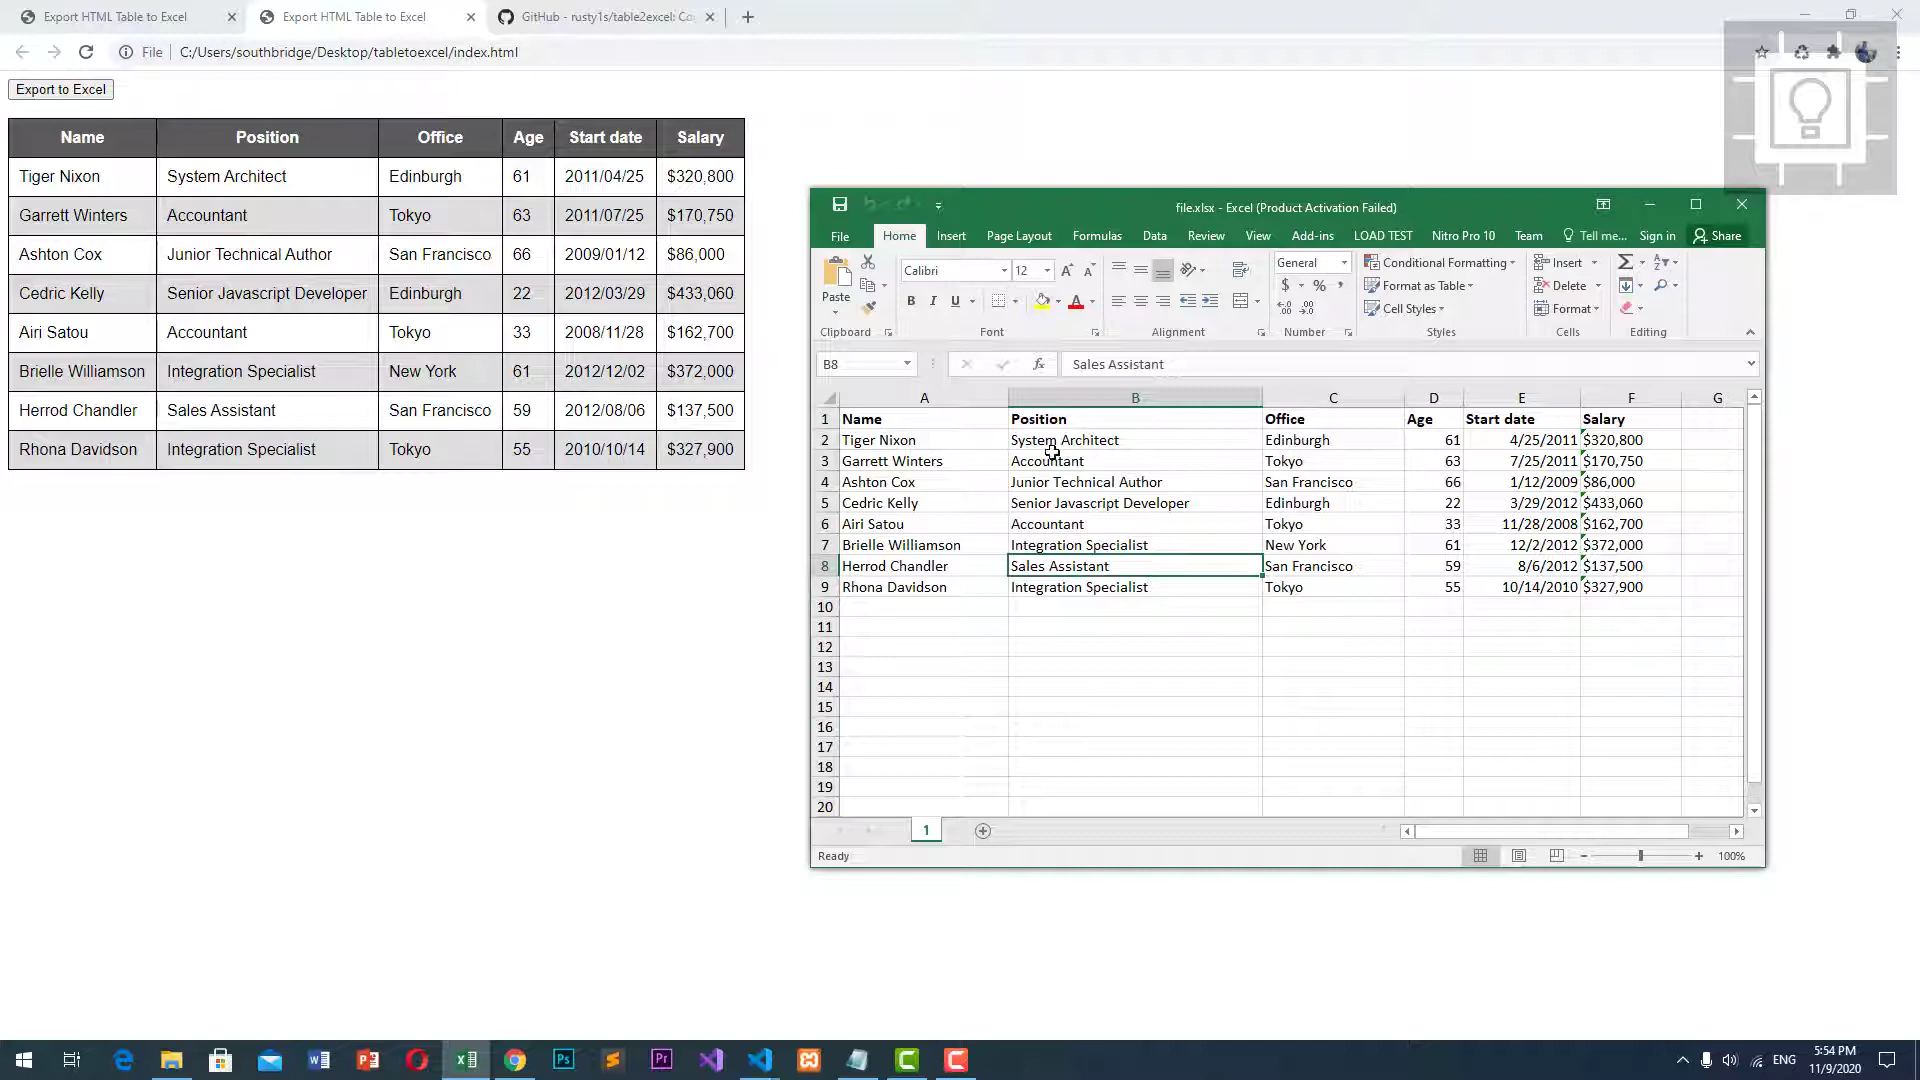 Export HTML Table to Excel
Export HTML Table to Excel
GitHub - rusty1s/table2excel: Co
File C:/Users/southbridge/Desktop/tabletoexcel/index.html
Export to Excel
Name Position Office Age Start date Salary
Tiger Nixon System Architect Edinburgh 61 2011/04/25 $320,800
Garrett Winters Accountant Tokyo 63 2011/07/25 $170,750
Ashton Cox Junior Technical Author San Francisco 66 2009/01/12 $86,000
Cedric Kelly Senior Javascript Developer Edinburgh 22 2012/03/29 $433,060
Airi Satou Accountant Tokyo 33 2008/11/28 $162,700
Brielle Williamson Integration Specialist New York 61 2012/12/02 $372,000
Herrod Chandler Sales Assistant San Francisco 59 2012/08/06 $137,500
Rhona Davidson Integration Specialist Tokyo 55 2010/10/14 $327,900
file.xlsx - Excel (Product Activation Failed)
File Home Insert Page Layout Formulas Data Review View Add-ins LOAD TEST Nitro Pro 10 Team Tell me... Sign in Share
Paste
Calibri 12
B I U A
General
$ % ,
Conditional Formatting
Format as Table
Cell Styles
Insert
Delete
Format
Clipboard Font Alignment Number Styles Cells Editing
B8 fx Sales Assistant
A B C D E F G
1 Name Position Office Age Start date Salary
2 Tiger Nixon System Architect Edinburgh 61 4/25/2011 $320,800
3 Garrett Winters Accountant Tokyo 63 7/25/2011 $170,750
4 Ashton Cox Junior Technical Author San Francisco 66 1/12/2009 $86,000
5 Cedric Kelly Senior Javascript Developer Edinburgh 22 3/29/2012 $433,060
6 Airi Satou Accountant Tokyo 33 11/28/2008 $162,700
7 Brielle Williamson Integration Specialist New York 61 12/2/2012 $372,000
8 Herrod Chandler Sales Assistant San Francisco 59 8/6/2012 $137,500
9 Rhona Davidson Integration Specialist Tokyo 55 10/14/2010 $327,900
10
11
12
13
14
15
16
17
18
19
20
1
Ready 100%
ENG
5:54 PM
11/9/2020